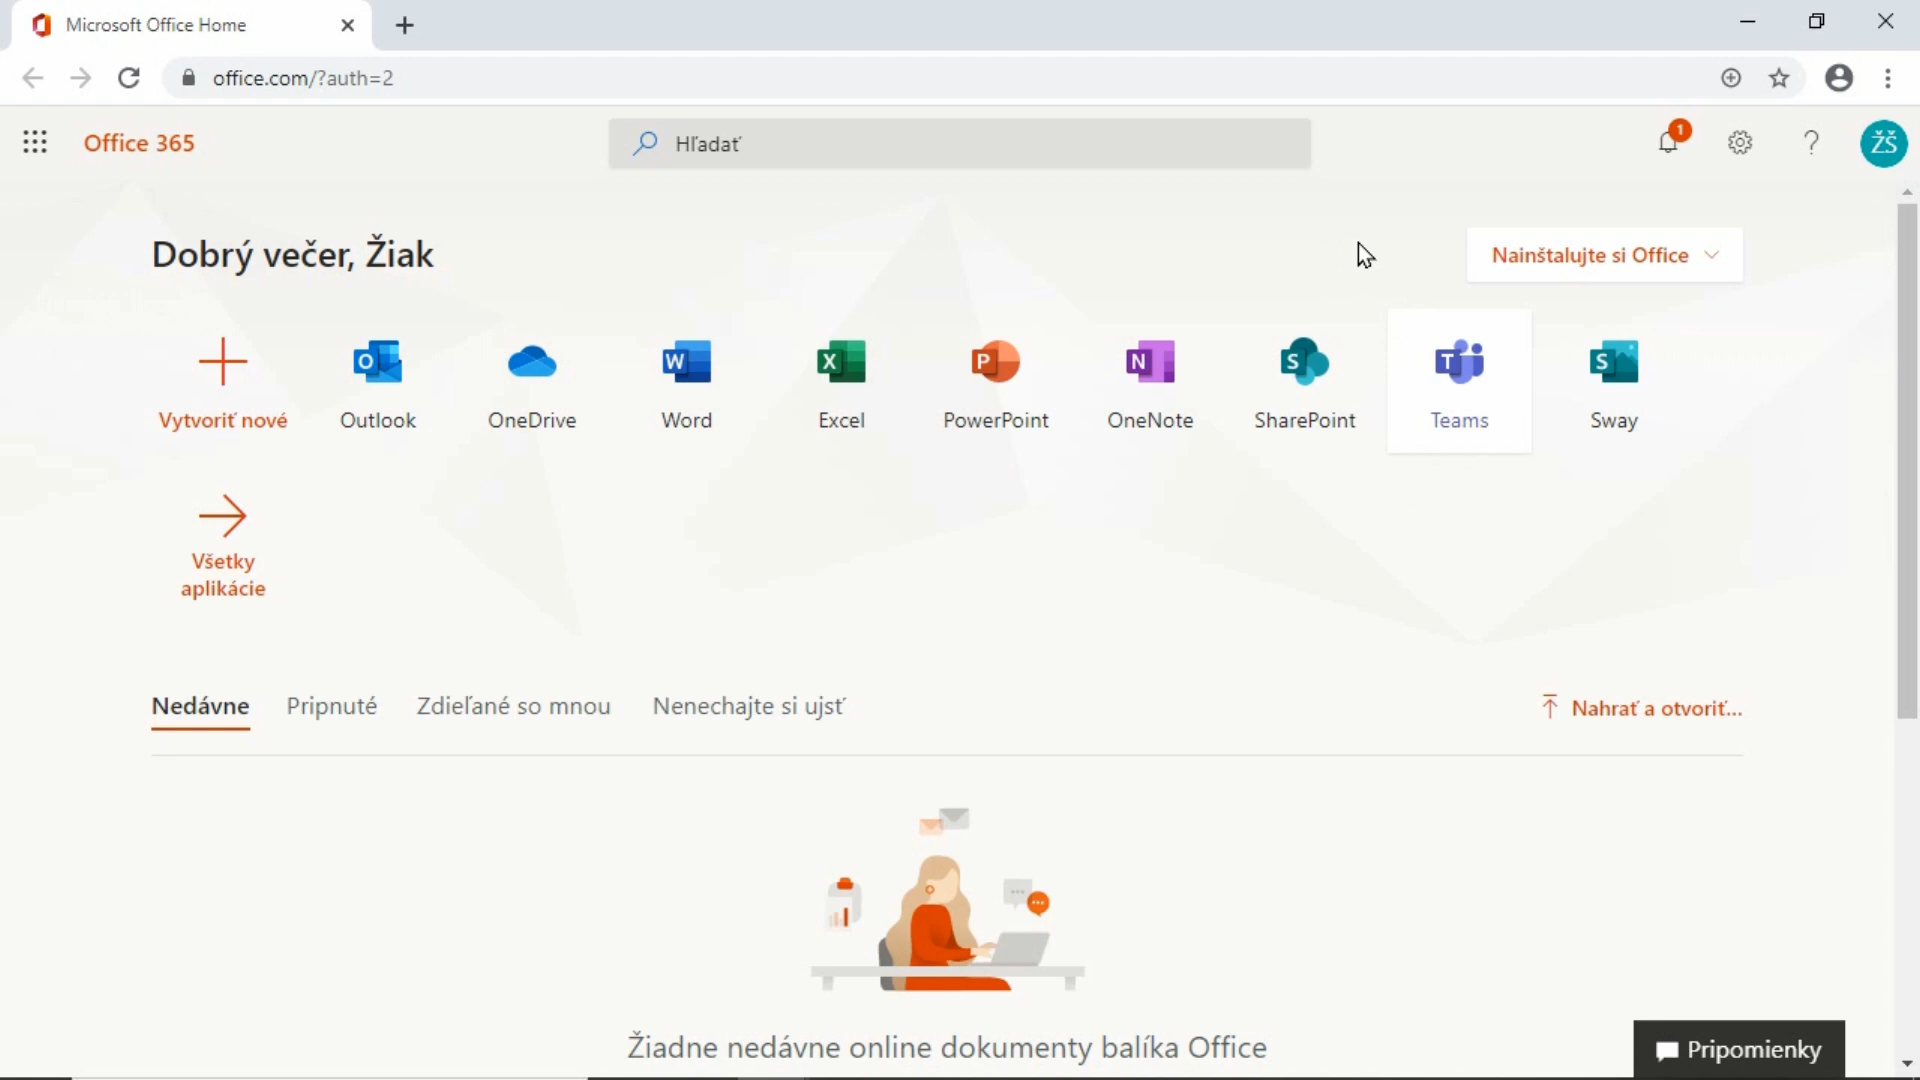 Microsoft Office Home
office.com/?auth=2
Office 365
Hľadať
1
ŽŠ
Dobrý večer, Žiak
Nainštalujte si Office
Vytvoriť nové
Outlook
OneDrive
Word
Excel
PowerPoint
OneNote
SharePoint
Teams
Sway
Všetky
aplikácie
Nedávne
Pripnuté
Zdieľané so mnou
Nenechajte si ujsť
Nahrať a otvoriť...
Žiadne nedávne online dokumenty balíka Office
Pripomienky